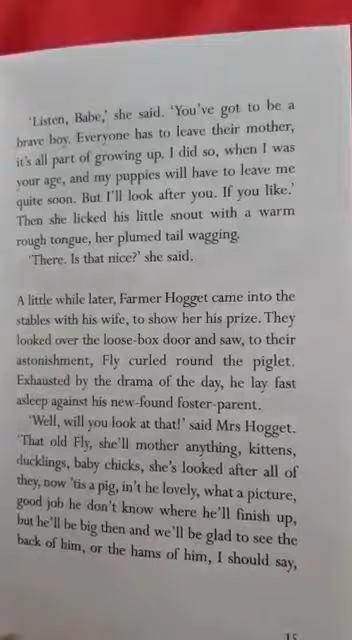 'Listen, Babe,' she said. 'You've got to be a
brave boy. Everyone has to leave their mother,
it's all part of growing up. I did so, when I was
your age, and my puppies will have to leave me
quite soon. But I'll look after you. If you like.'
Then she licked his little snout with a warm
rough tongue, her plumed tail wagging.
'There. Is that nice?' she said.
A little while later, Farmer Hogget came into the
stables with his wife, to show her his prize. They
looked over the loose-box door and saw, to their
astonishment, Fly curled round the piglet.
Exhausted by the drama of the day, he lay fast
asleep against his new-found foster-parent.
'Well, will you look at that!' said Mrs Hogget.
'That old Fly, she'll mother anything, kittens,
ducklings, baby chicks, she's looked after all of
they, now 'tis a pig, in't he lovely, what a picture,
good job he don't know where he'll finish up,
but he'll be big then and we'll be glad to see the
back of him, or the hams of him, I should say,
15